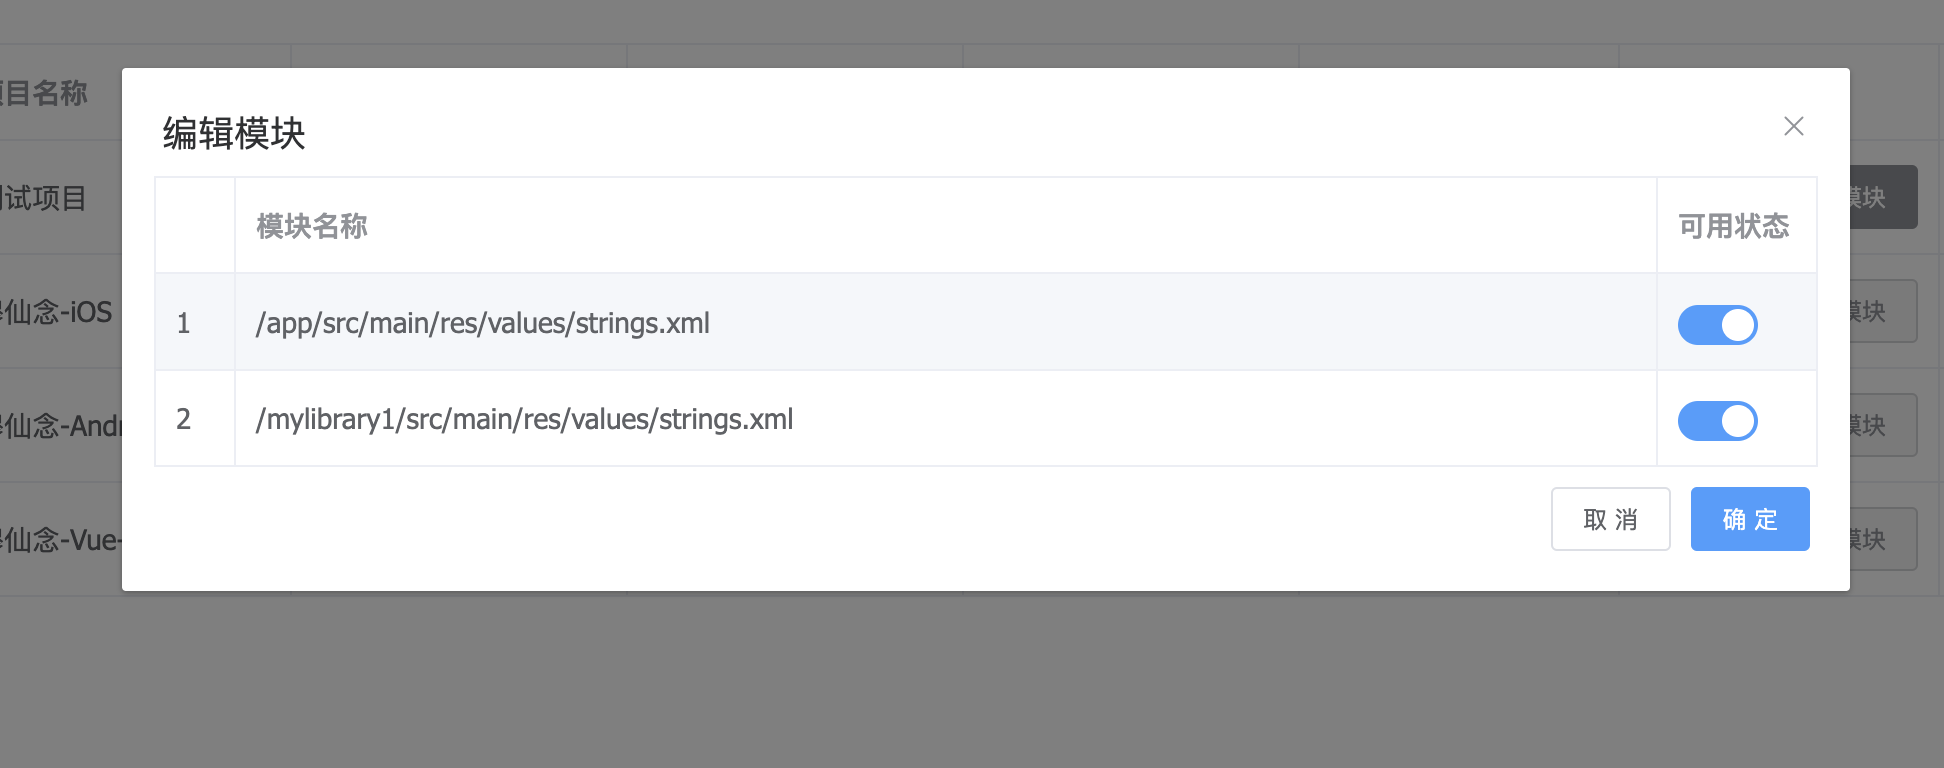 目名称
试项目
仙念-iOS
仙念-And
仙念-Vue-
编辑模块
模块名称
可用状态
1
/app/src/main/res/values/strings.xml
2
/mylibrary1/src/main/res/values/strings.xml
取 消
确 定
模块
模块
模块
模块